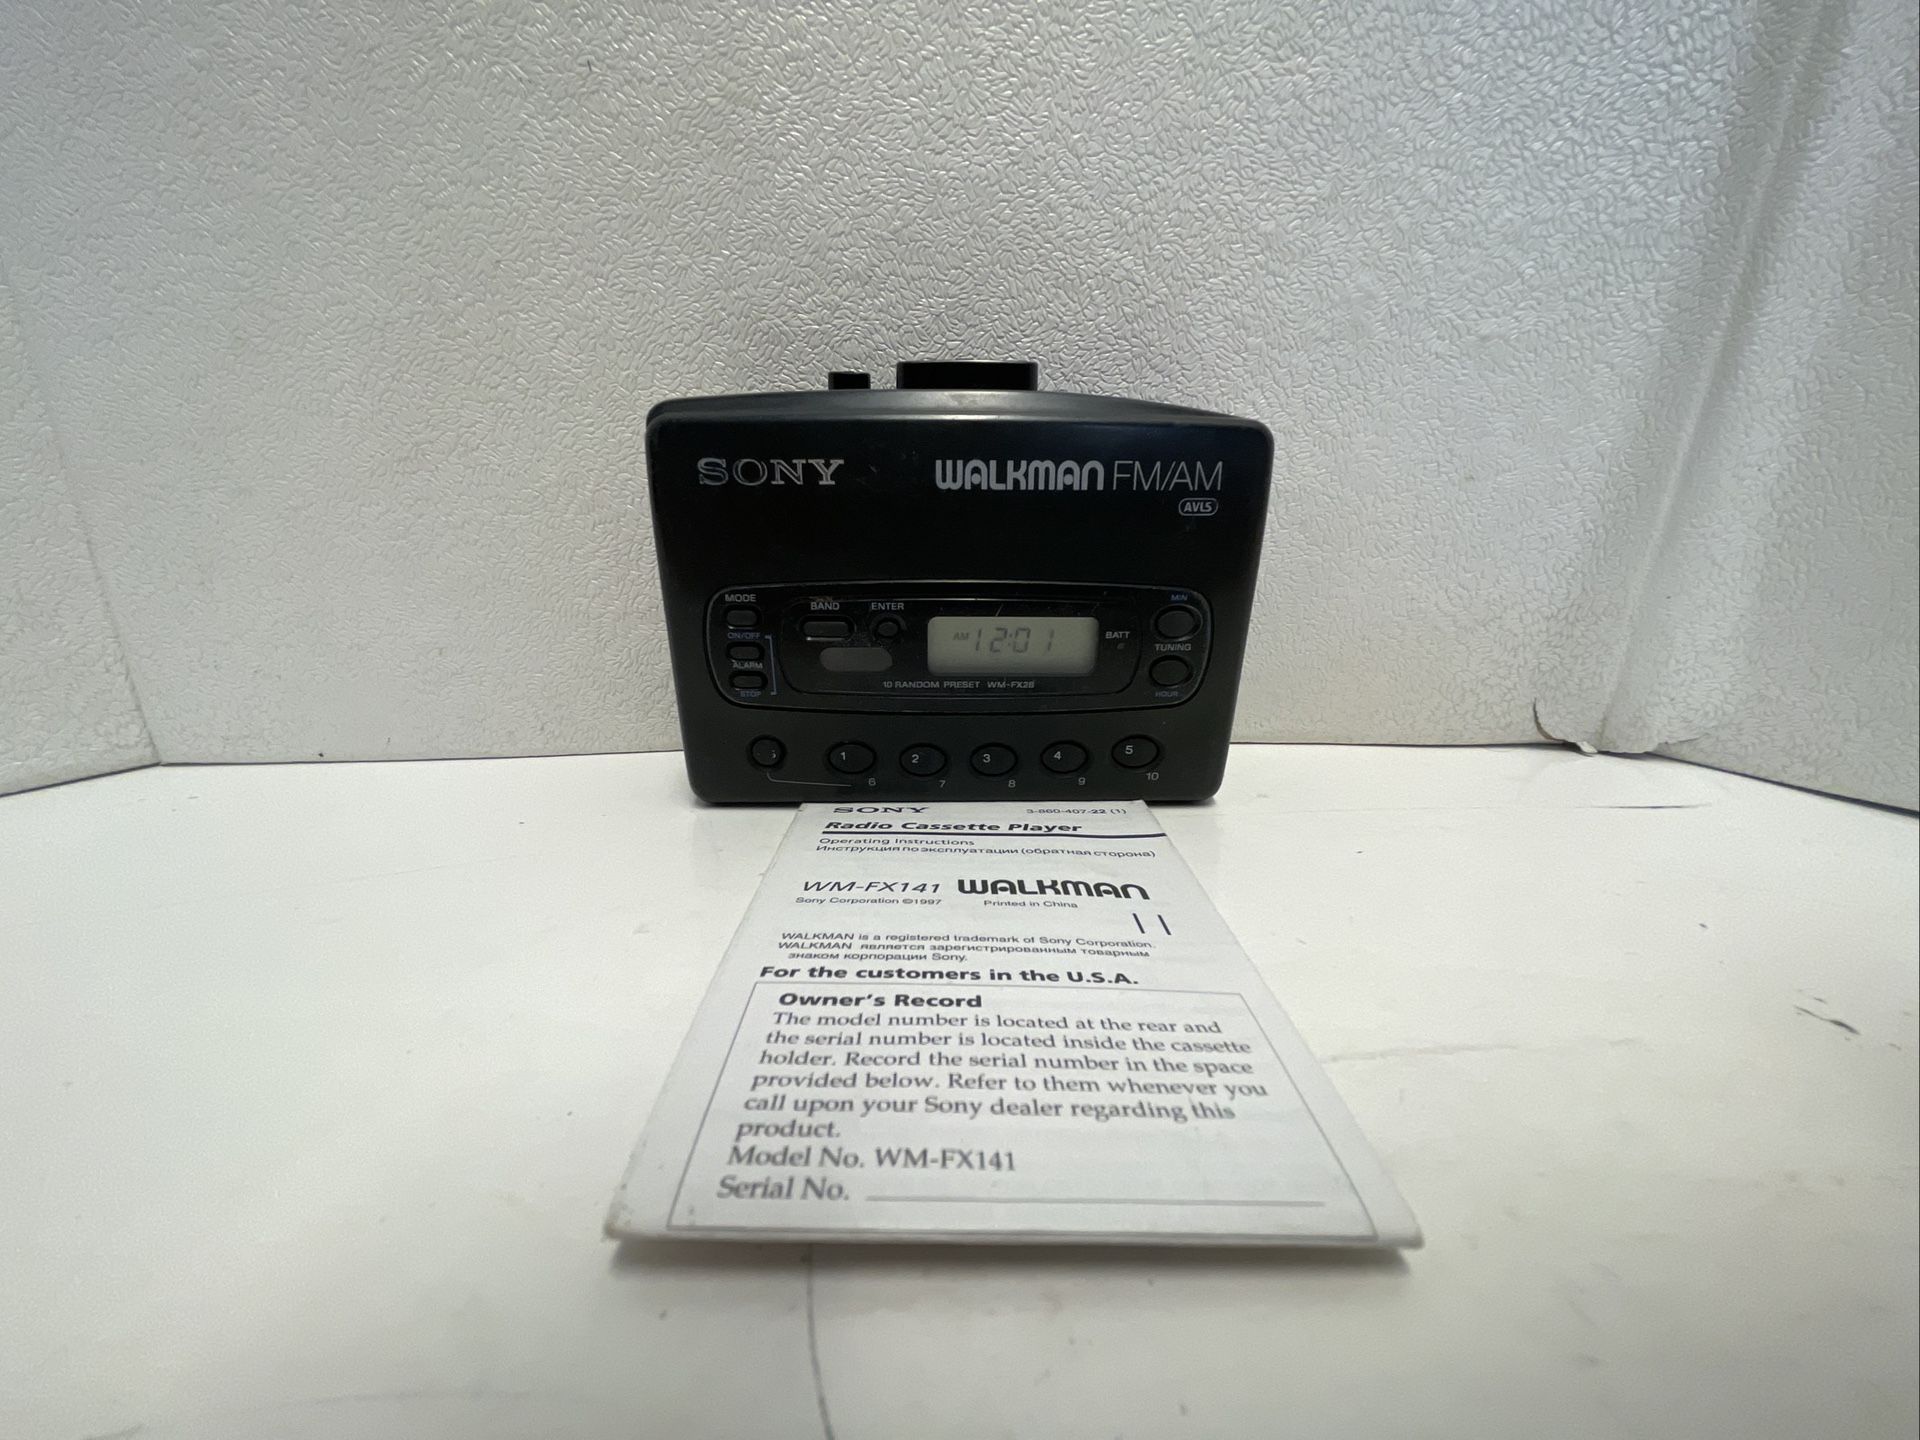 SONY
WALKMAN FM/AM
AVLS
MODE
ON/OFF
ALARM
STOP
BAND
ENTER
AM 12:01
BATT
MIN
TUNING
HOUR
10 RANDOM PRESET WM-FX28
1 2 3 4 5
6 7 8 9 10
SONY
3-860-407-22 (1)
Radio Cassette Player
Operating Instructions
Инструкция по эксплуатации (обратная сторона)
WM-FX141 WALKMAN
Sony Corporation ©1997 Printed in China
WALKMAN is a registered trademark of Sony Corporation.
WALKMAN является зарегистрированным товарным
знаком корпорации Sony.
For the customers in the U.S.A.
Owner's Record
The model number is located at the rear and
the serial number is located inside the cassette
holder. Record the serial number in the space
provided below. Refer to them whenever you
call upon your Sony dealer regarding this
product.
Model No. WM-FX141
Serial No.